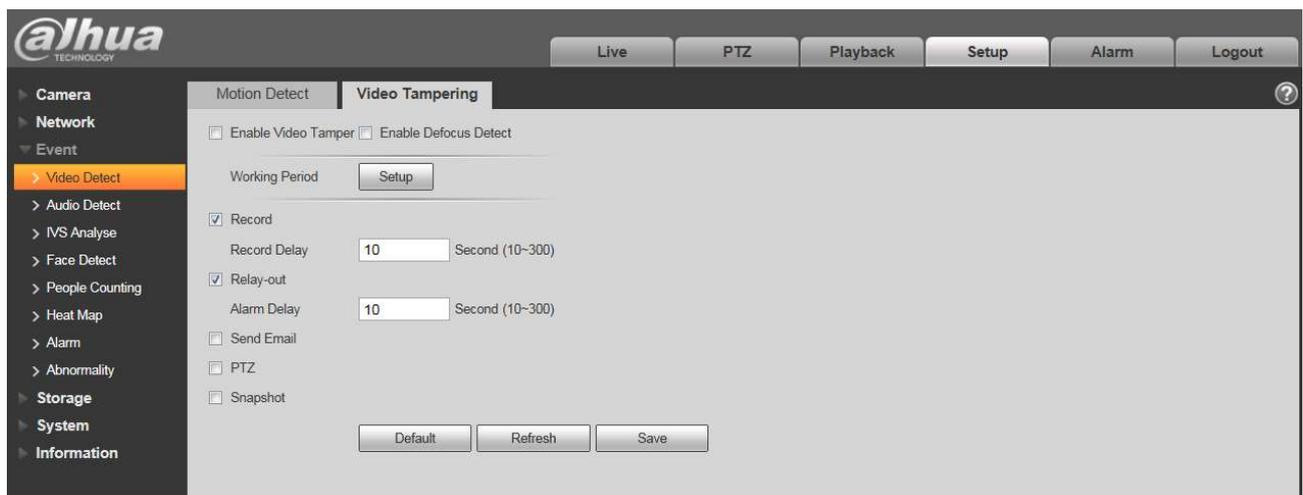 alhua
TECHNOLOGY
Live PTZ Playback Setup Alarm Logout
Camera
Network
Event
Video Detect
Audio Detect
IVS Analyse
Face Detect
People Counting
Heat Map
Alarm
Abnormality
Storage
System
Information
Motion Detect Video Tampering
?
Enable Video Tamper Enable Defocus Detect
Working Period Setup
Record
Record Delay 10 Second (10~300)
Relay-out
Alarm Delay 10 Second (10~300)
Send Email
PTZ
Snapshot
Default Refresh Save